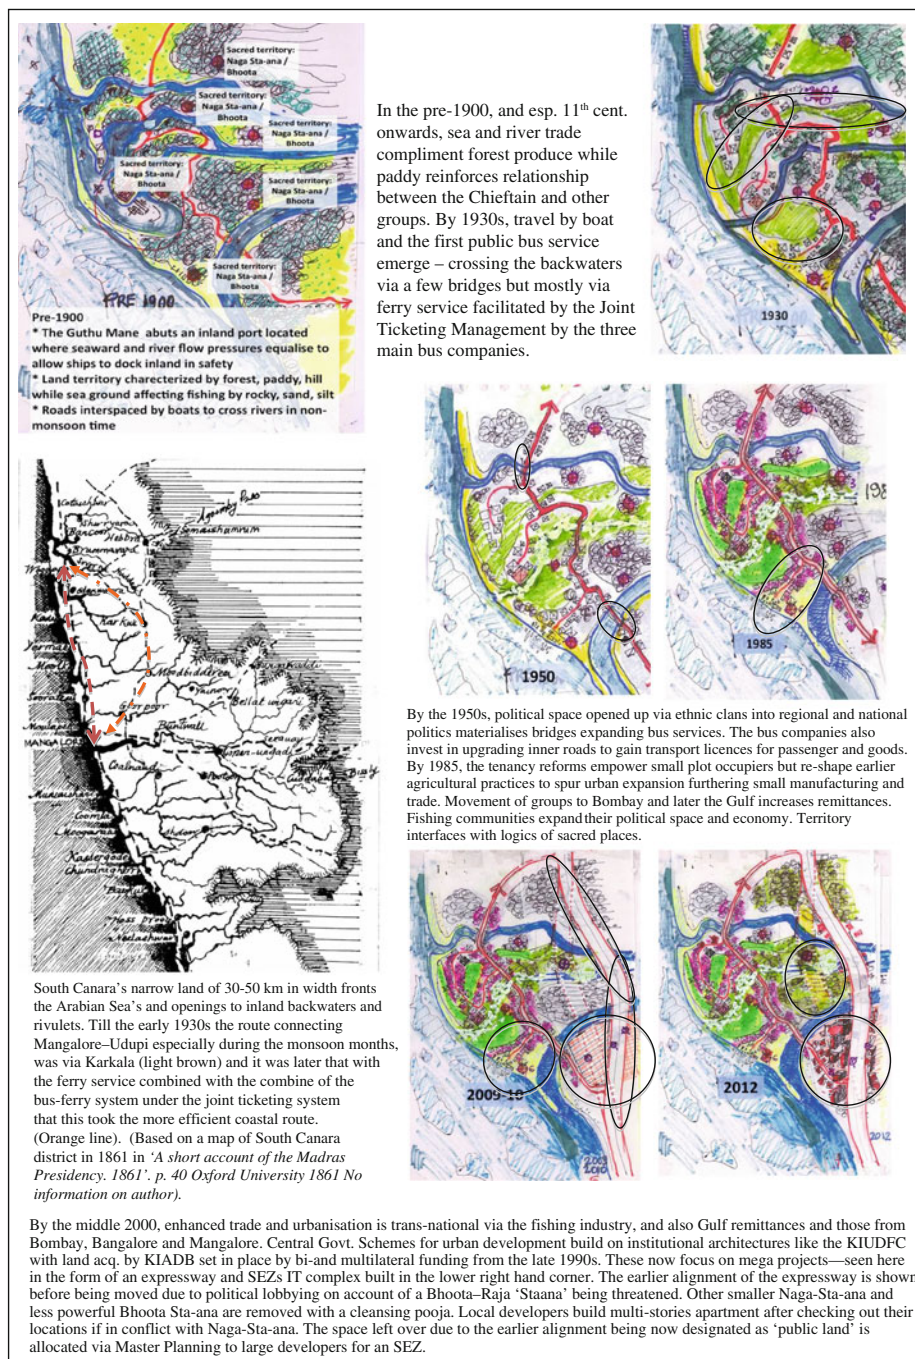 Sacred territory:
Naga Sta-ana /
Bhoota
Sacred territory:
Naga Sta-ana /
Bhoota
Sacred territory:
Naga Sta-ana /
Bhoota
Sacred territory:
Naga Sta-ana /
Bhoota
Sacred territory:
Naga Sta-ana /
Bhoota
Sacred territory:
Naga Sta-ana /
Bhoota
PRE 1900
Pre-1900
* The Guthu Mane abuts an inland port located
where seaward and river flow pressures equalise to
allow ships to dock inland in safety
* Land territory charecterized by forest, paddy, hill
while sea ground affecting fishing by rocky, sand, silt
* Roads interspaced by boats to cross rivers in non-
monsoon time
In the pre-1900, and esp. 11th cent.
onwards, sea and river trade
compliment forest produce while
paddy reinforces relationship
between the Chieftain and other
groups. By 1930s, travel by boat
and the first public bus service
emerge – crossing the backwaters
via a few bridges but mostly via
ferry service facilitated by the Joint
Ticketing Management by the three
main bus companies.
1930
1950
198
1985
Agoomby Pass
Hebbry
Karkul
Moodbidderee
Bellatungari
Buntwall
MANGALORE
Coalnaud
Coomla
Kassergode
By the 1950s, political space opened up via ethnic clans into regional and national
politics materialises bridges expanding bus services. The bus companies also
invest in upgrading inner roads to gain transport licences for passenger and goods.
By 1985, the tenancy reforms empower small plot occupiers but re-shape earlier
agricultural practices to spur urban expansion furthering small manufacturing and
trade. Movement of groups to Bombay and later the Gulf increases remittances.
Fishing communities expand their political space and economy. Territory
interfaces with logics of sacred places.
2009-10
2009
2010
2012
2012
South Canara's narrow land of 30-50 km in width fronts
the Arabian Sea's and openings to inland backwaters and
rivulets. Till the early 1930s the route connecting
Mangalore–Udupi especially during the monsoon months,
was via Karkala (light brown) and it was later that with
the ferry service combined with the combine of the
bus-ferry system under the joint ticketing system
that this took the more efficient coastal route.
(Orange line). (Based on a map of South Canara
district in 1861 in ‘A short account of the Madras
Presidency. 1861’. p. 40 Oxford University 1861 No
information on author).
By the middle 2000, enhanced trade and urbanisation is trans-national via the fishing industry, and also Gulf remittances and those from
Bombay, Bangalore and Mangalore. Central Govt. Schemes for urban development build on institutional architectures like the KIUDFC
with land acq. by KIADB set in place by bi-and multilateral funding from the late 1990s. These now focus on mega projects—seen here
in the form of an expressway and SEZs IT complex built in the lower right hand corner. The earlier alignment of the expressway is shown
before being moved due to political lobbying on account of a Bhoota–Raja ‘Staana’ being threatened. Other smaller Naga-Sta-ana and
less powerful Bhoota Sta-ana are removed with a cleansing pooja. Local developers build multi-stories apartment after checking out their
locations if in conflict with Naga-Sta-ana. The space left over due to the earlier alignment being now designated as ‘public land’ is
allocated via Master Planning to large developers for an SEZ.